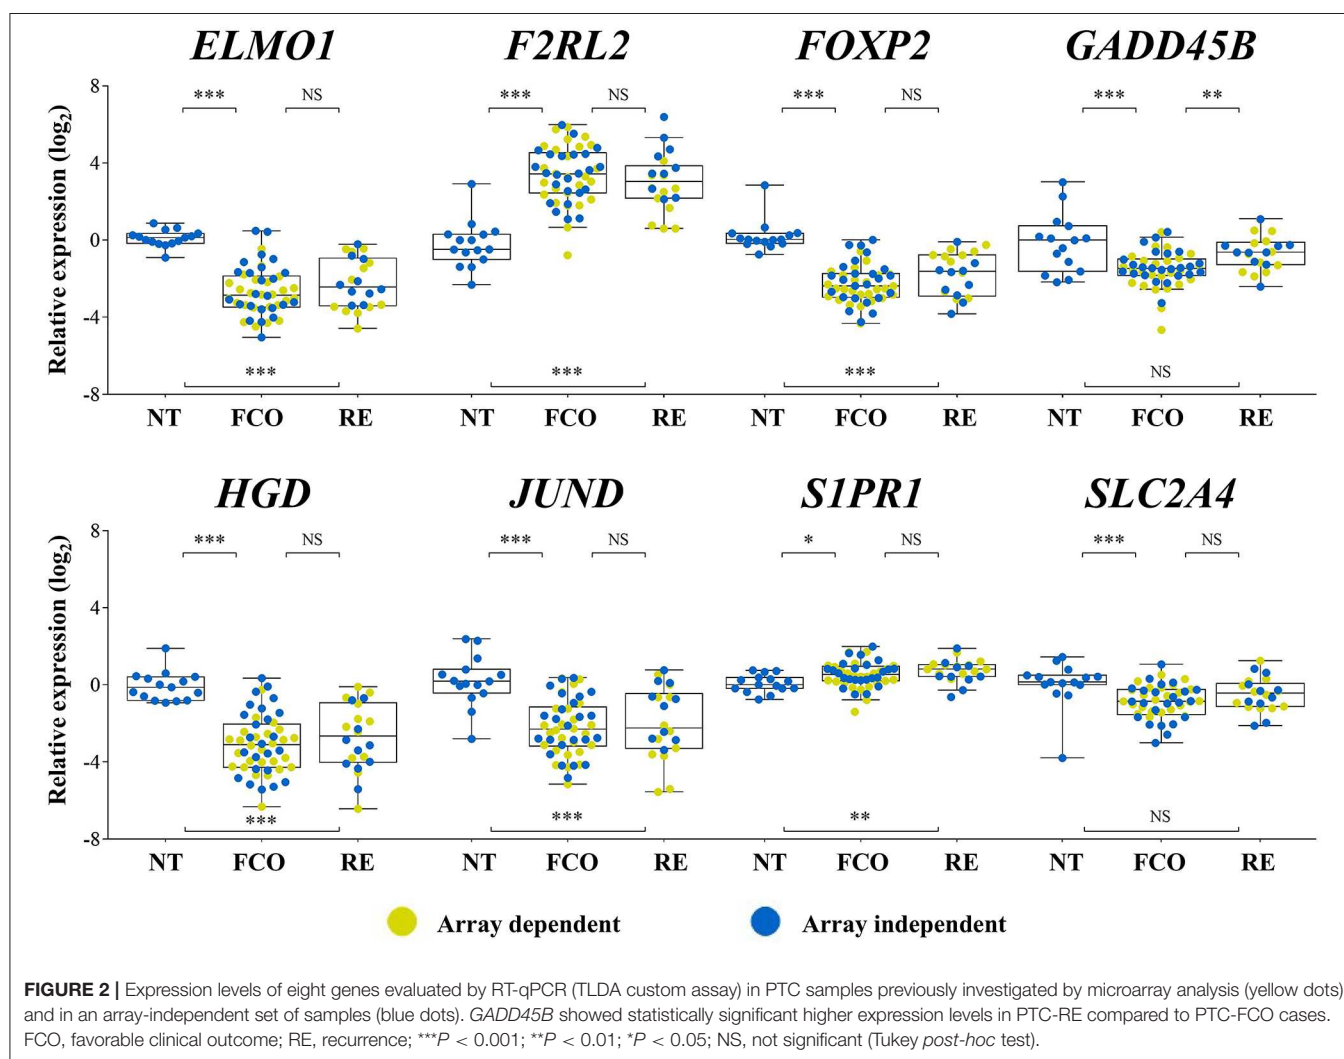 ELMO1 F2RL2 FOXP2 GADD45B
Relative expression (log2)
8
4
0
-4
-8
*** NS *** NS *** NS *** **
*** *** *** NS
NT FCO RE NT FCO RE NT FCO RE NT FCO RE
HGD JUND S1PR1 SLC2A4
Relative expression (log2)
8
4
0
-4
-8
*** NS *** NS * NS *** NS
*** *** ** NS
NT FCO RE NT FCO RE NT FCO RE NT FCO RE
Array dependent Array independent
FIGURE 2 | Expression levels of eight genes evaluated by RT-qPCR (TLDA custom assay) in PTC samples previously investigated by microarray analysis (yellow dots)
and in an array-independent set of samples (blue dots). GADD45B showed statistically significant higher expression levels in PTC-RE compared to PTC-FCO cases.
FCO, favorable clinical outcome; RE, recurrence; ***P < 0.001; **P < 0.01; *P < 0.05; NS, not significant (Tukey post-hoc test).